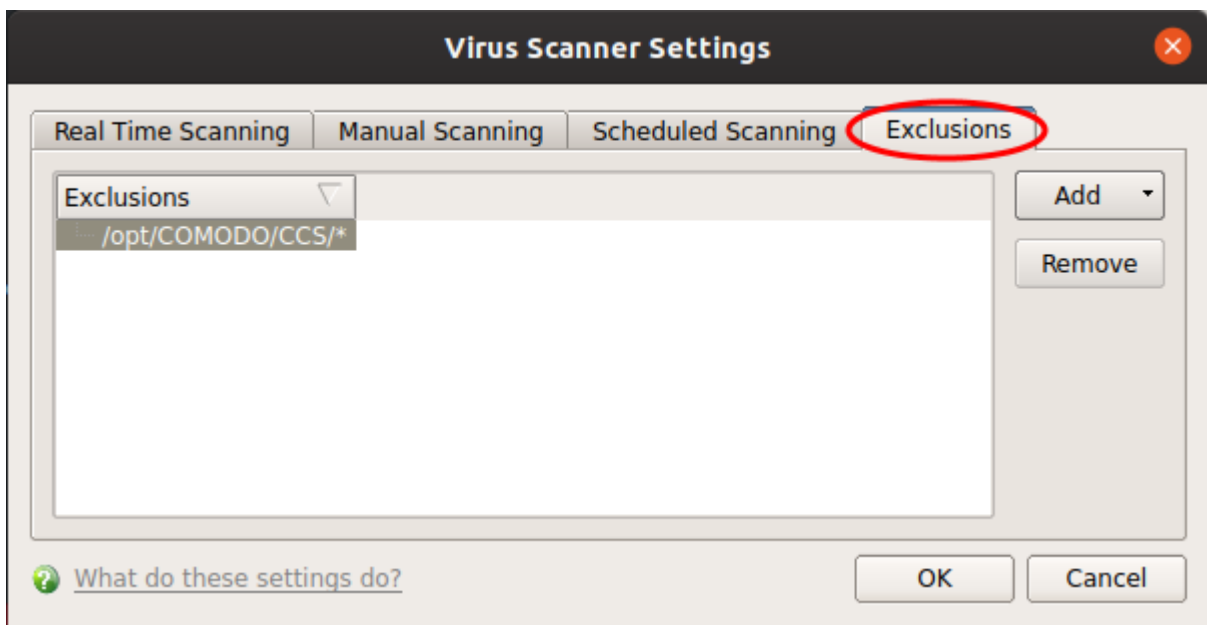 Virus Scanner Settings
Real Time Scanning Manual Scanning Scheduled Scanning Exclusions
Exclusions
/opt/COMODO/CCS/*
Add
Remove
What do these settings do?
OK Cancel